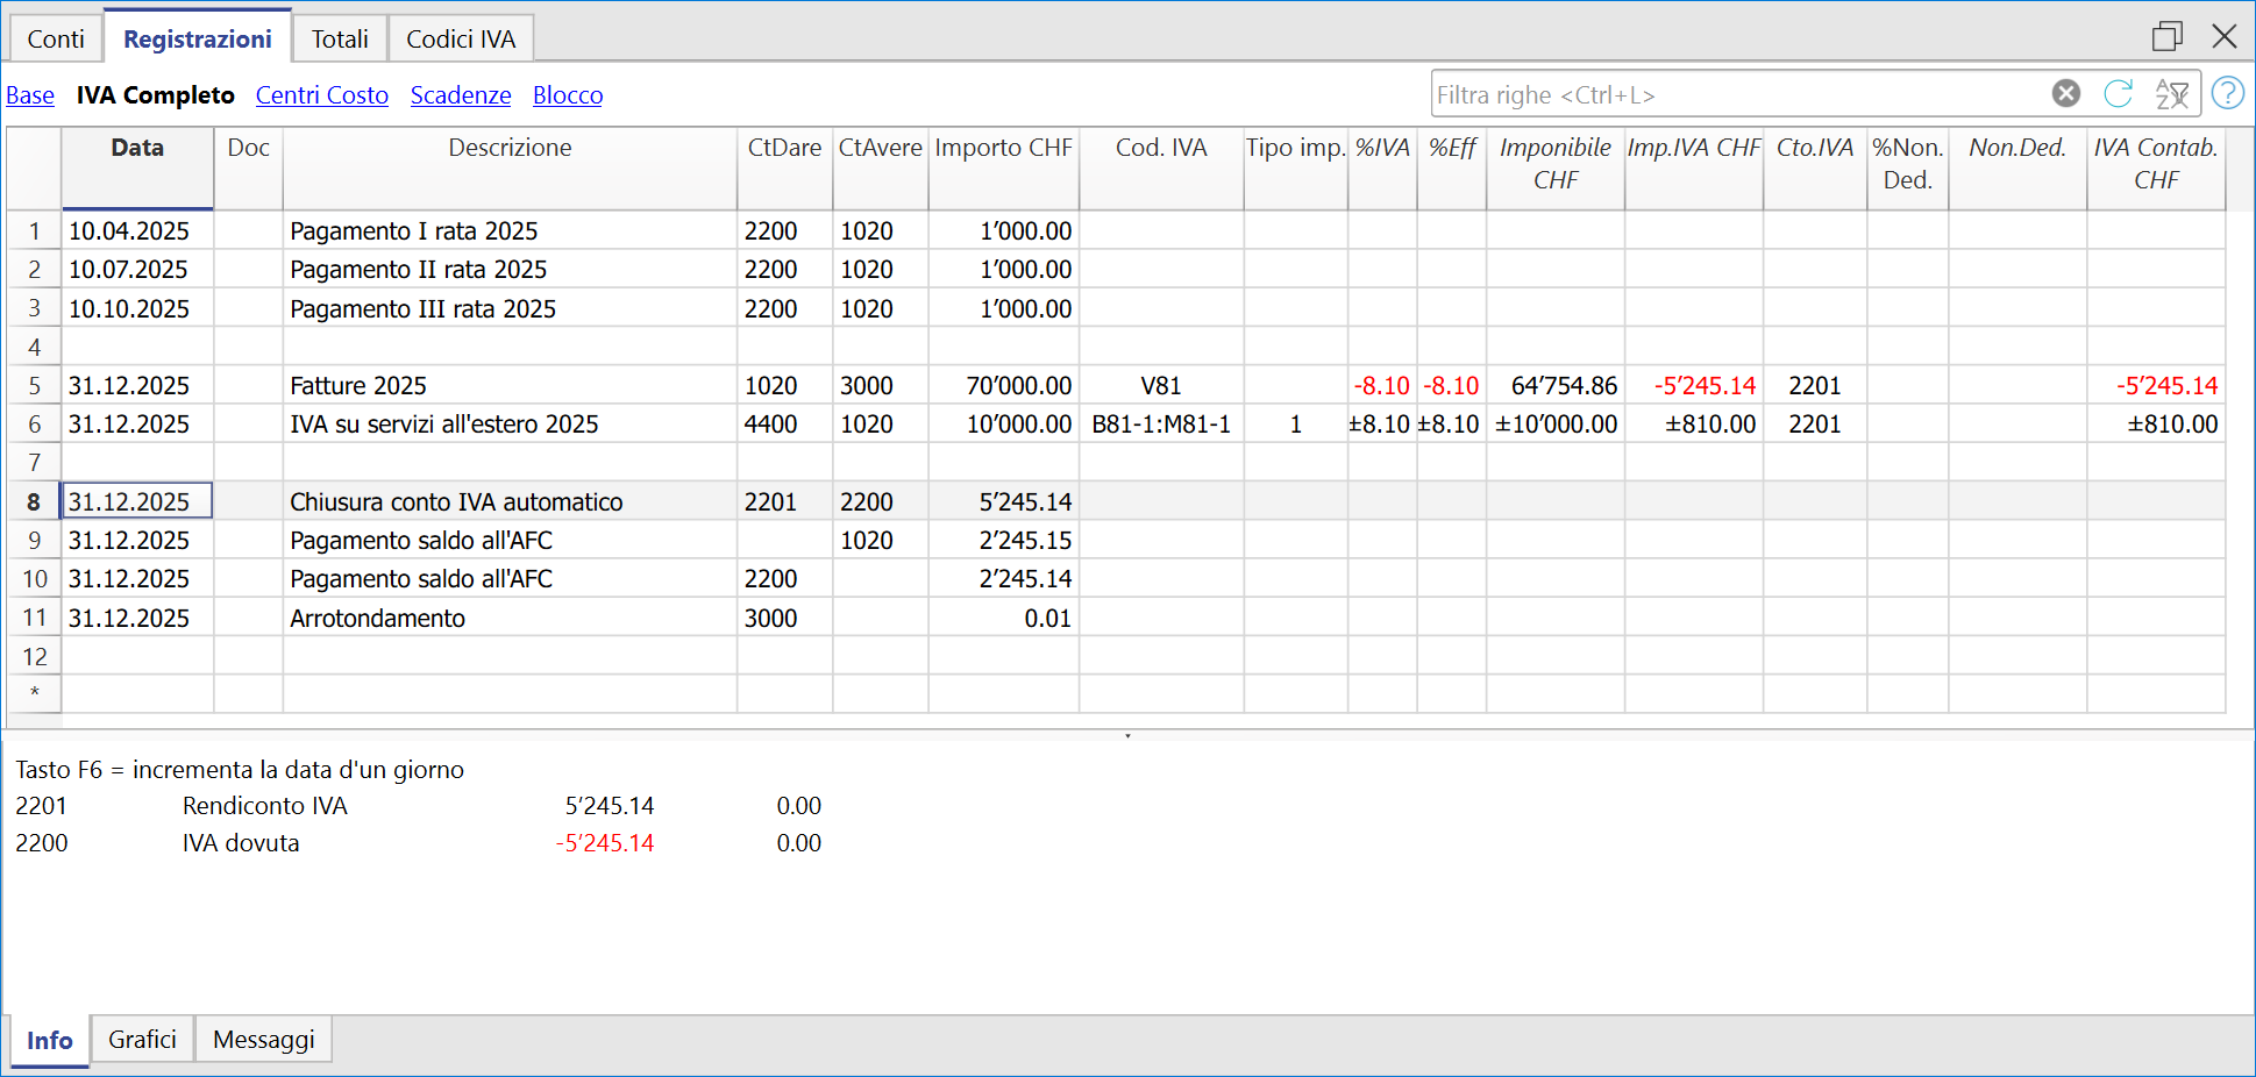 Conti Registrazioni Totali Codici IVA
Base IVA Completo Centri Costo Scadenze Blocco Filtra righe <Ctrl+L>
Data Doc Descrizione CtDare CtAvere Importo CHF Cod. IVA Tipo imp. %IVA %Eff Imponibile CHF Imp.IVA CHF Cto.IVA %Non. Ded. Non.Ded. IVA Contab. CHF
1 10.04.2025 Pagamento I rata 2025 2200 1020 1’000.00
2 10.07.2025 Pagamento II rata 2025 2200 1020 1’000.00
3 10.10.2025 Pagamento III rata 2025 2200 1020 1’000.00
4
5 31.12.2025 Fatture 2025 1020 3000 70’000.00 V81 -8.10 -8.10 64’754.86 -5’245.14 2201 -5’245.14
6 31.12.2025 IVA su servizi all'estero 2025 4400 1020 10’000.00 B81-1:M81-1 1 ±8.10 ±8.10 ±10’000.00 ±810.00 2201 ±810.00
7
8 31.12.2025 Chiusura conto IVA automatico 2201 2200 5’245.14
9 31.12.2025 Pagamento saldo all'AFC 1020 2’245.15
10 31.12.2025 Pagamento saldo all'AFC 2200 2’245.14
11 31.12.2025 Arrotondamento 3000 0.01
12
*
Tasto F6 = incrementa la data d'un giorno
2201 Rendiconto IVA 5’245.14 0.00
2200 IVA dovuta -5’245.14 0.00
Info Grafici Messaggi